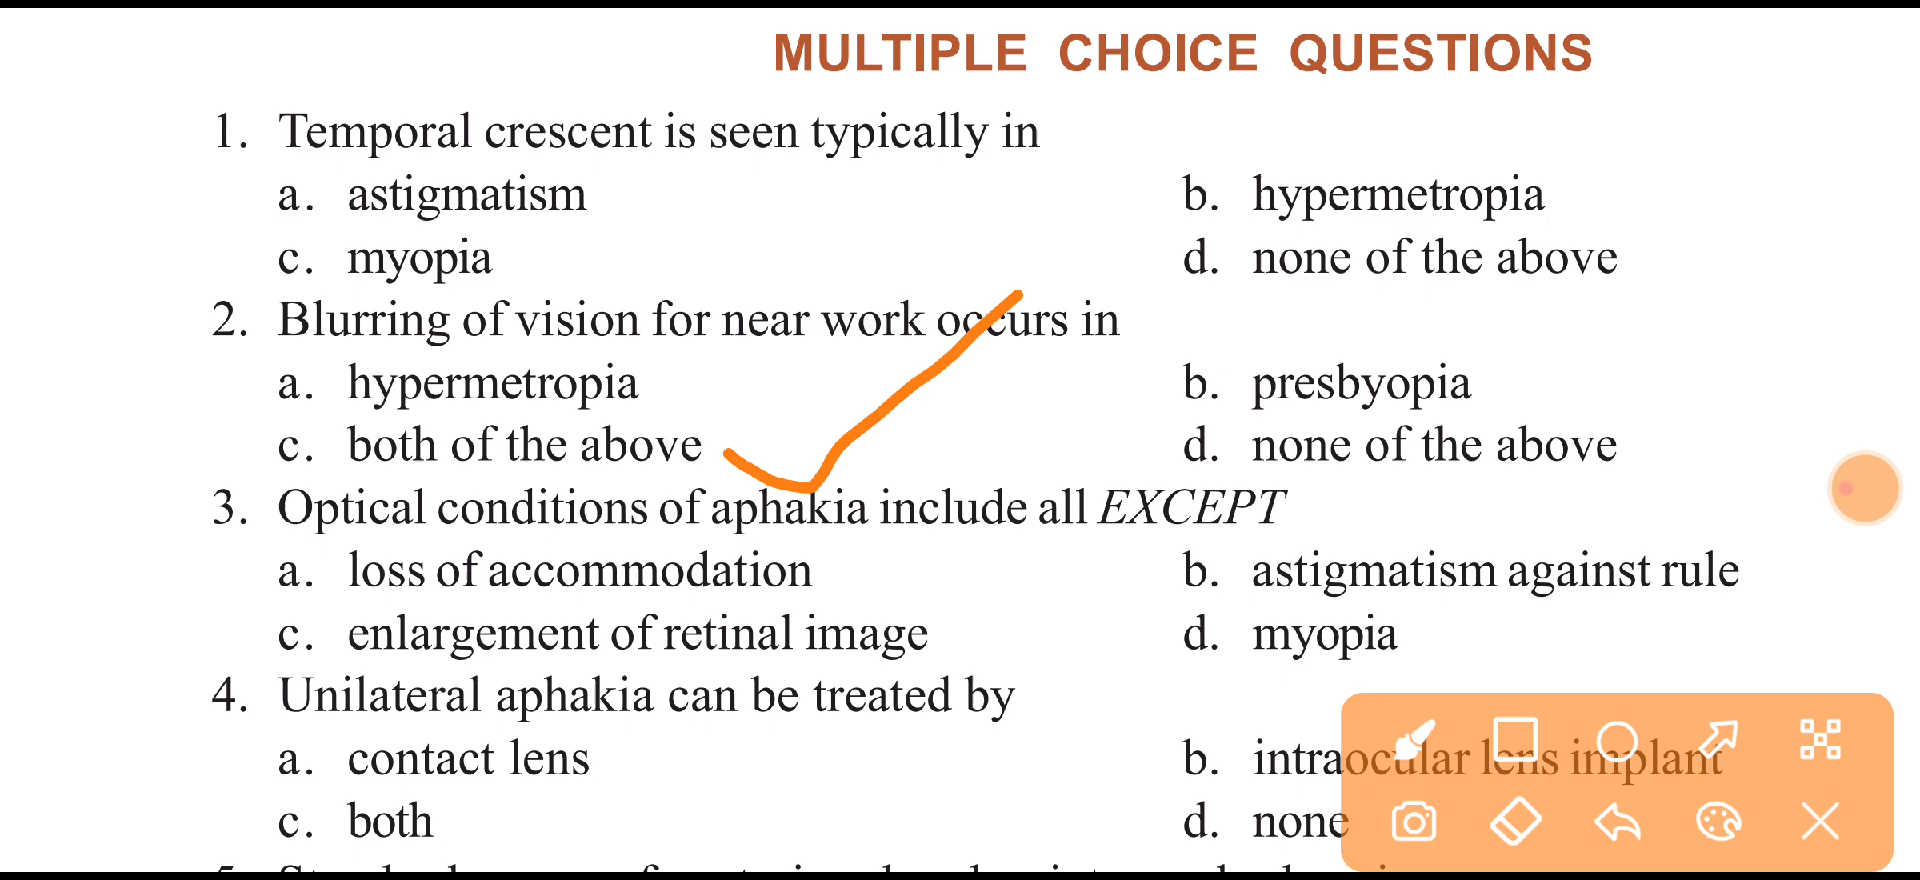 MULTIPLE CHOICE QUESTIONS
1. Temporal crescent is seen typically in
a. astigmatism b. hypermetropia
c. myopia d. none of the above
2. Blurring of vision for near work occurs in
a. hypermetropia b. presbyopia
c. both of the above d. none of the above
3. Optical conditions of aphakia include all EXCEPT
a. loss of accommodation b. astigmatism against rule
c. enlargement of retinal image d. myopia
4. Unilateral aphakia can be treated by
a. contact lens b. intraocular lens implant
c. both d. none